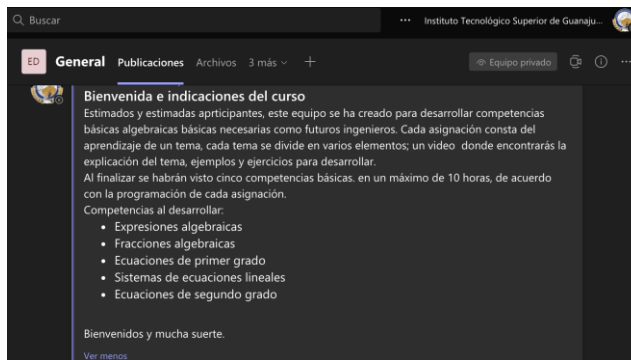 Buscar
Instituto Tecnológico Superior de Guanaju...
ED
General Publicaciones Archivos 3 más
Equipo privado
Bienvenida e indicaciones del curso
Estimados y estimadas aprticipantes, este equipo se ha creado para desarrollar competencias
básicas algebraicas básicas necesarias como futuros ingenieros. Cada asignación consta del
aprendizaje de un tema, cada tema se divide en varios elementos; un video donde encontrarás la
explicación del tema, ejemplos y ejercicios para desarrollar.
Al finalizar se habrán visto cinco competencias básicas. en un máximo de 10 horas, de acuerdo
con la programación de cada asignación.
Competencias al desarrollar:
• Expresiones algebraicas
• Fracciones algebraicas
• Ecuaciones de primer grado
• Sistemas de ecuaciones lineales
• Ecuaciones de segundo grado
Bienvenidos y mucha suerte.
Ver menos